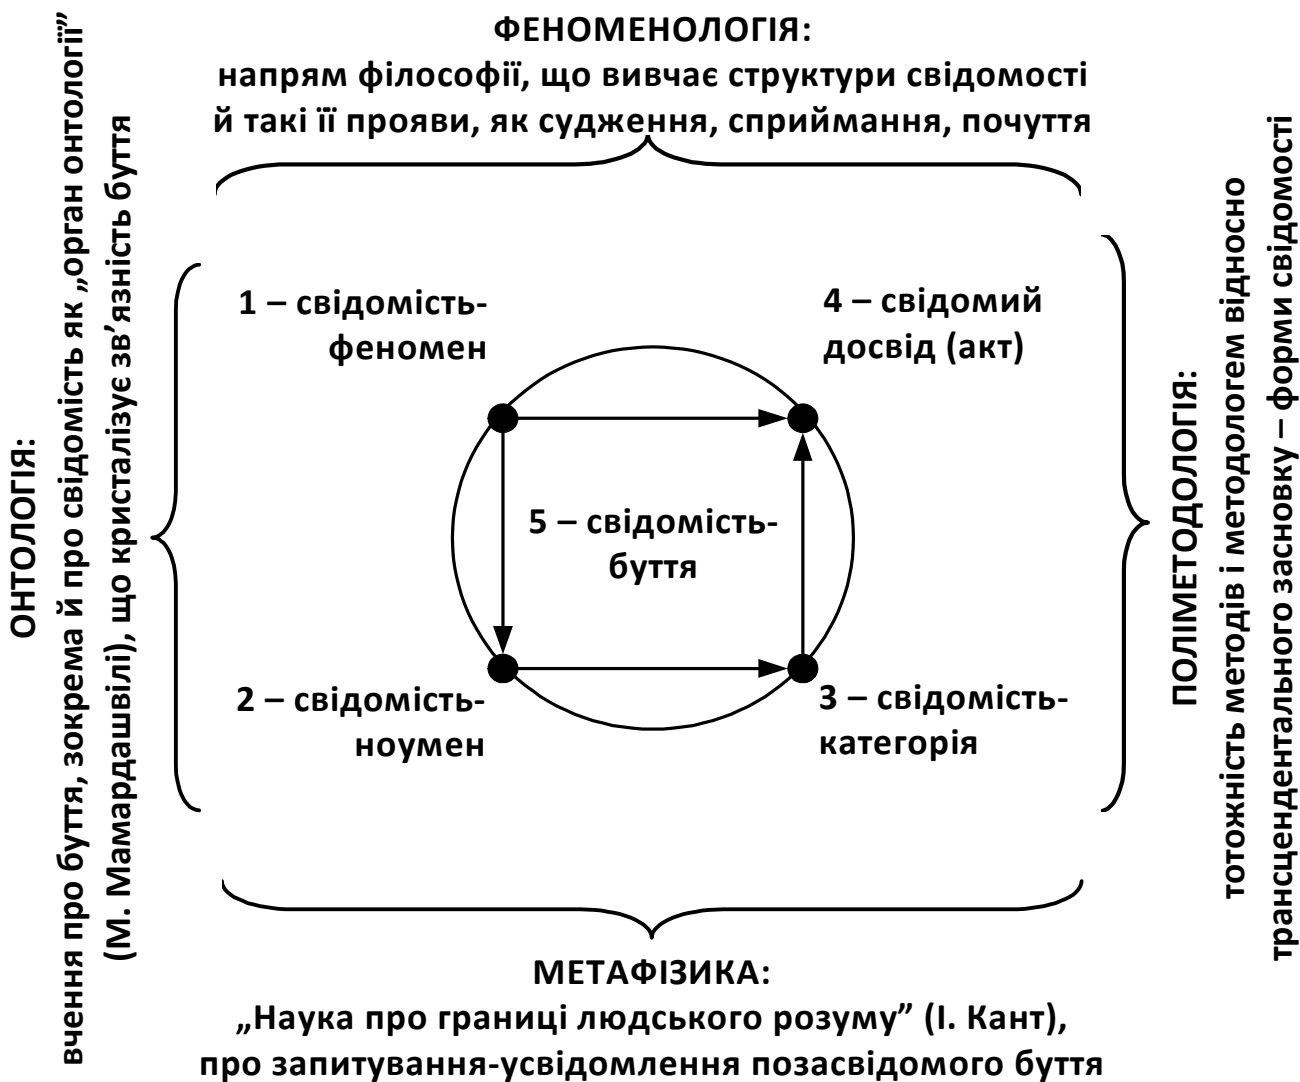 ФЕНОМЕНОЛОГІЯ:
напрям філософії, що вивчає структури свідомості
й такі її прояви, як судження, сприймання, почуття
ОНТОЛОГІЯ:
вчення про буття, зокрема й про свідомість як „орган онтології”
(М. Мамардашвілі), що кристалізує зв’язність буття
1 – свідомість-
феномен
4 – свідомий
досвід (акт)
5 – свідомість-
буття
2 – свідомість-
ноумен
3 – свідомість-
категорія
ПОЛІМЕТОДОЛОГІЯ:
тотожність методів і методологем відносно
трансцендентального засновку – форми свідомості
МЕТАФІЗИКА:
„Наука про границі людського розуму” (І. Кант),
про запитування-усвідомлення позасвідомого буття